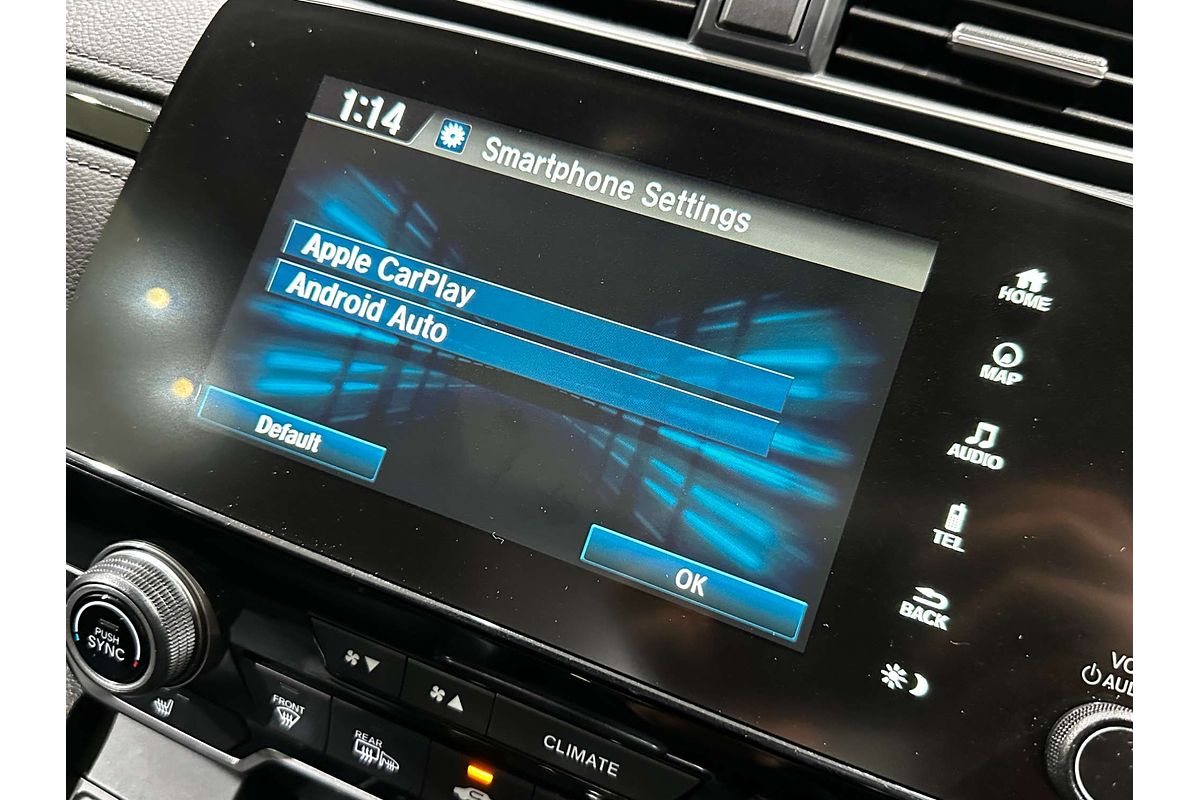 1:14
Smartphone Settings
Apple CarPlay
Android Auto
Default
OK
HOME
MAP
AUDIO
TEL
BACK
PUSH
SYNC
FRONT
REAR
CLIMATE